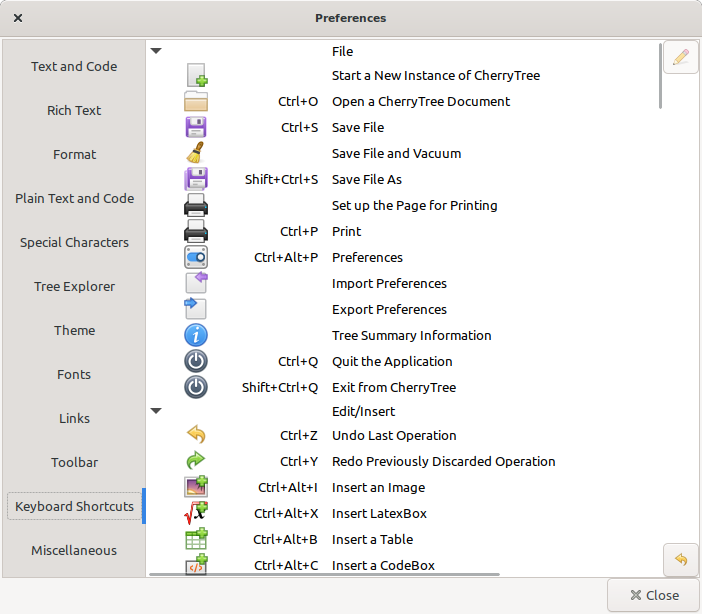 Preferences
Text and Code
Rich Text
Format
Plain Text and Code
Special Characters
Tree Explorer
Theme
Fonts
Links
Toolbar
Keyboard Shortcuts
Miscellaneous
File
Start a New Instance of CherryTree
Ctrl+O Open a CherryTree Document
Ctrl+S Save File
Save File and Vacuum
Shift+Ctrl+S Save File As
Set up the Page for Printing
Ctrl+P Print
Ctrl+Alt+P Preferences
Import Preferences
Export Preferences
Tree Summary Information
Ctrl+Q Quit the Application
Shift+Ctrl+Q Exit from CherryTree
Edit/Insert
Ctrl+Z Undo Last Operation
Ctrl+Y Redo Previously Discarded Operation
Ctrl+Alt+I Insert an Image
Ctrl+Alt+X Insert LatexBox
Ctrl+Alt+B Insert a Table
Ctrl+Alt+C Insert a CodeBox
Close